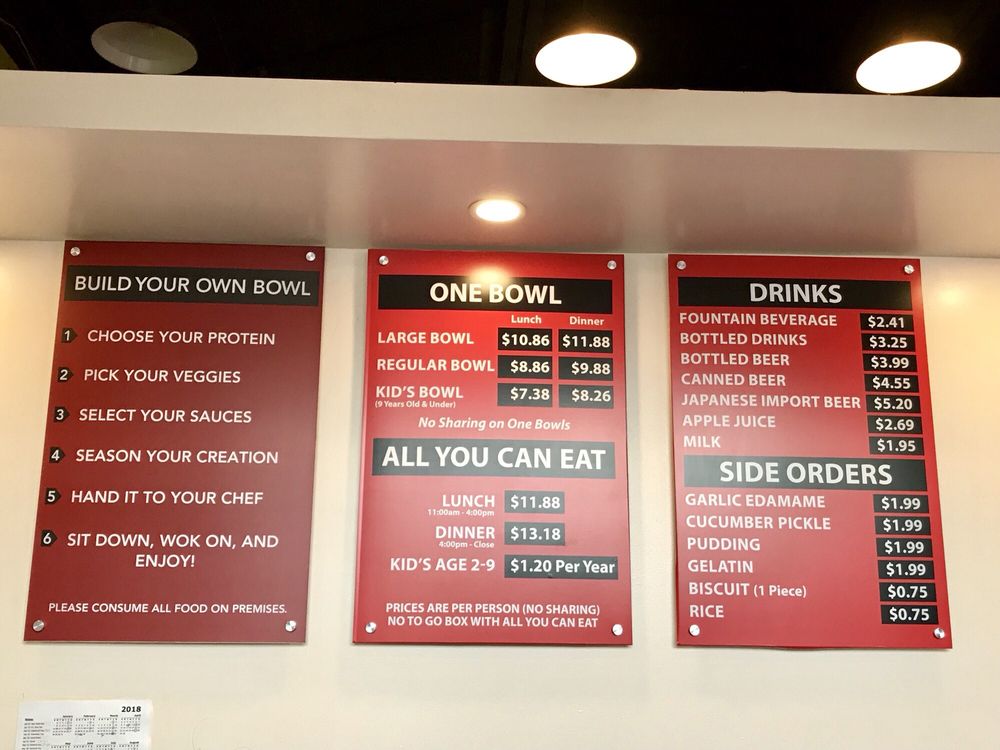 BUILD YOUR OWN BOWL
1 CHOOSE YOUR PROTEIN
2 PICK YOUR VEGGIES
3 SELECT YOUR SAUCES
4 SEASON YOUR CREATION
5 HAND IT TO YOUR CHEF
6 SIT DOWN, WOK ON, AND
ENJOY!
PLEASE CONSUME ALL FOOD ON PREMISES.
ONE BOWL
Lunch Dinner
LARGE BOWL $10.86 $11.88
REGULAR BOWL $8.86 $9.88
KID'S BOWL $7.38 $8.26
(9 Years Old & Under)
No Sharing on One Bowls
ALL YOU CAN EAT
LUNCH $11.88
11:00am - 4:00pm
DINNER $13.18
4:00pm - Close
KID'S AGE 2-9 $1.20 Per Year
PRICES ARE PER PERSON (NO SHARING)
NO TO GO BOX WITH ALL YOU CAN EAT
DRINKS
FOUNTAIN BEVERAGE $2.41
BOTTLED DRINKS $3.25
BOTTLED BEER $3.99
CANNED BEER $4.55
JAPANESE IMPORT BEER $5.20
APPLE JUICE $2.69
MILK $1.95
SIDE ORDERS
GARLIC EDAMAME $1.99
CUCUMBER PICKLE $1.99
PUDDING $1.99
GELATIN $1.99
BISCUIT (1 Piece) $0.75
RICE $0.75
2018